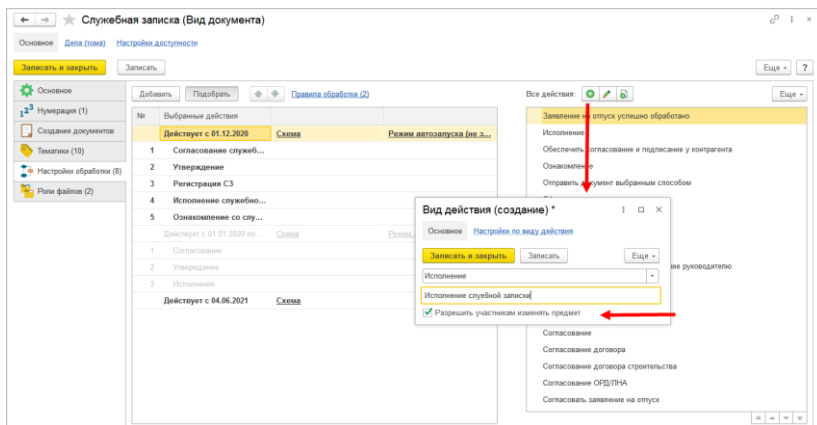 Служебная записка (Вид документа)
Основное Дела (тома) Настройки доступности
Записать и закрыть Записать Еще ?
Основное
Нумерация (1)
Создание документов
Тематики (10)
Настройки обработки (8)
Роли файлов (2)
Добавить Подобрать Правила обработки (2)
№ Выбранные действия
Действует с 01.12.2020 Схема Режим автозапуска (не з...
1 Согласование служеб...
2 Утверждение
3 Регистрация СЗ
4 Исполнение служебно...
5 Ознакомление со слу...
Действует с 01.01.2020 по ... Схема Режим
1 Согласование
2 Утверждение
3 Исполнение
Действует с 04.06.2021 Схема
Все действия: Еще
Заявление на отпуск успешно обработано
Исполнение
Обеспечить согласование и подписание у контрагента
Ознакомление
Отправить документ выбранным способом
Вид действия (создание) *
Основное Настройки по виду действия
Записать и закрыть Записать Еще
Исполнение
Исполнение слуебной записки
Разрешить участникам изменять предмет
ие руководителю
Согласование
Согласование договора
Согласование договора строительства
Согласование ОРД/ЛНА
Согласовать заявление на отпуск